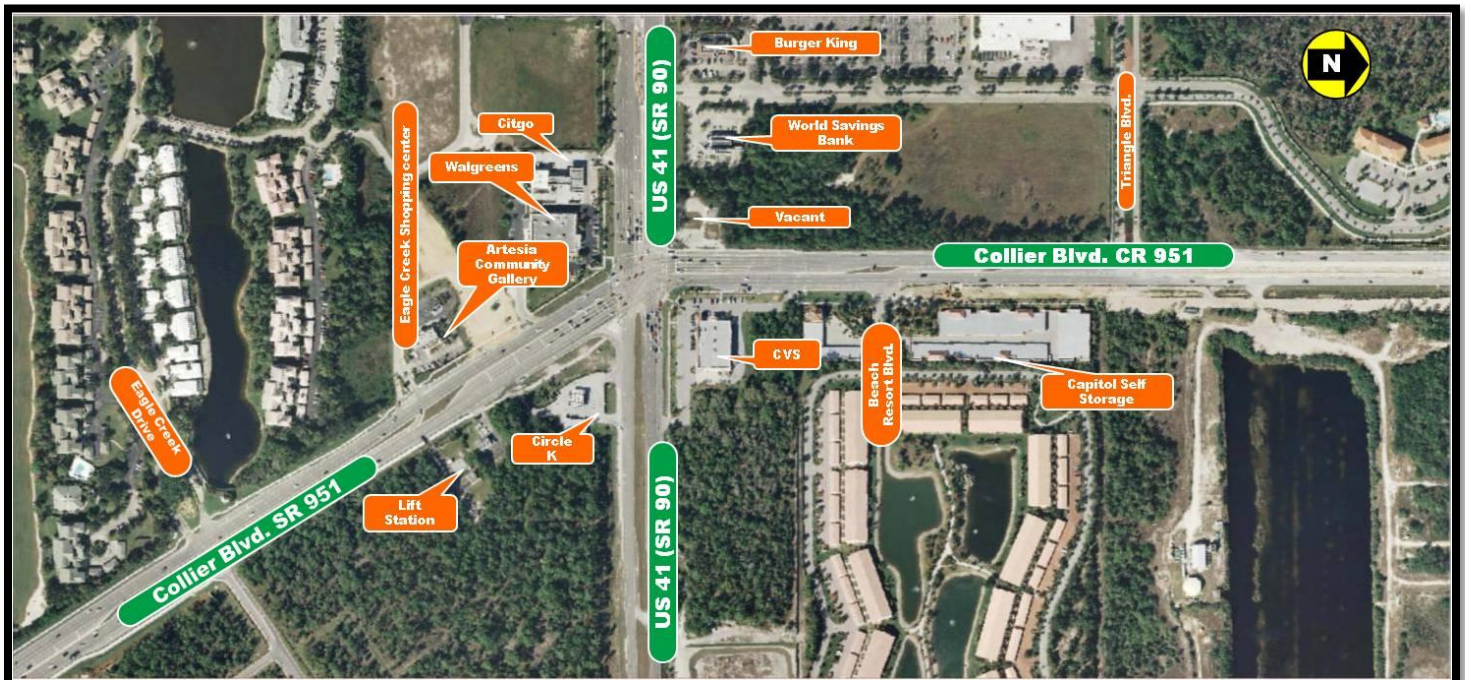 Burger King
N
US 41 (SR 90)
Triangle Blvd.
Eagle Creek Shopping center
Citgo
World Savings
Bank
Walgreens
Vacant
Artesia
Community
Gallery
Collier Blvd. CR 951
CVS
Beach
Resort Blvd.
Capitol Self
Storage
Eagle Creek
Drive
Circle
K
US 41 (SR 90)
Lift
Station
Collier Blvd. SR 951